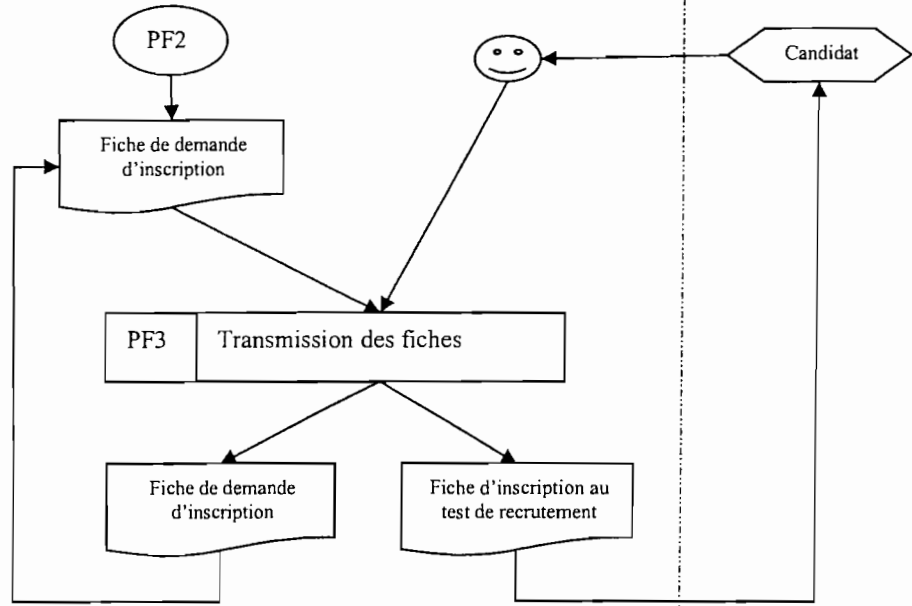 PF2
Candidat
Fiche de demande
d'inscription
PF3
Transmission des fiches
Fiche de demande
d'inscription
Fiche d'inscription au
test de recrutement